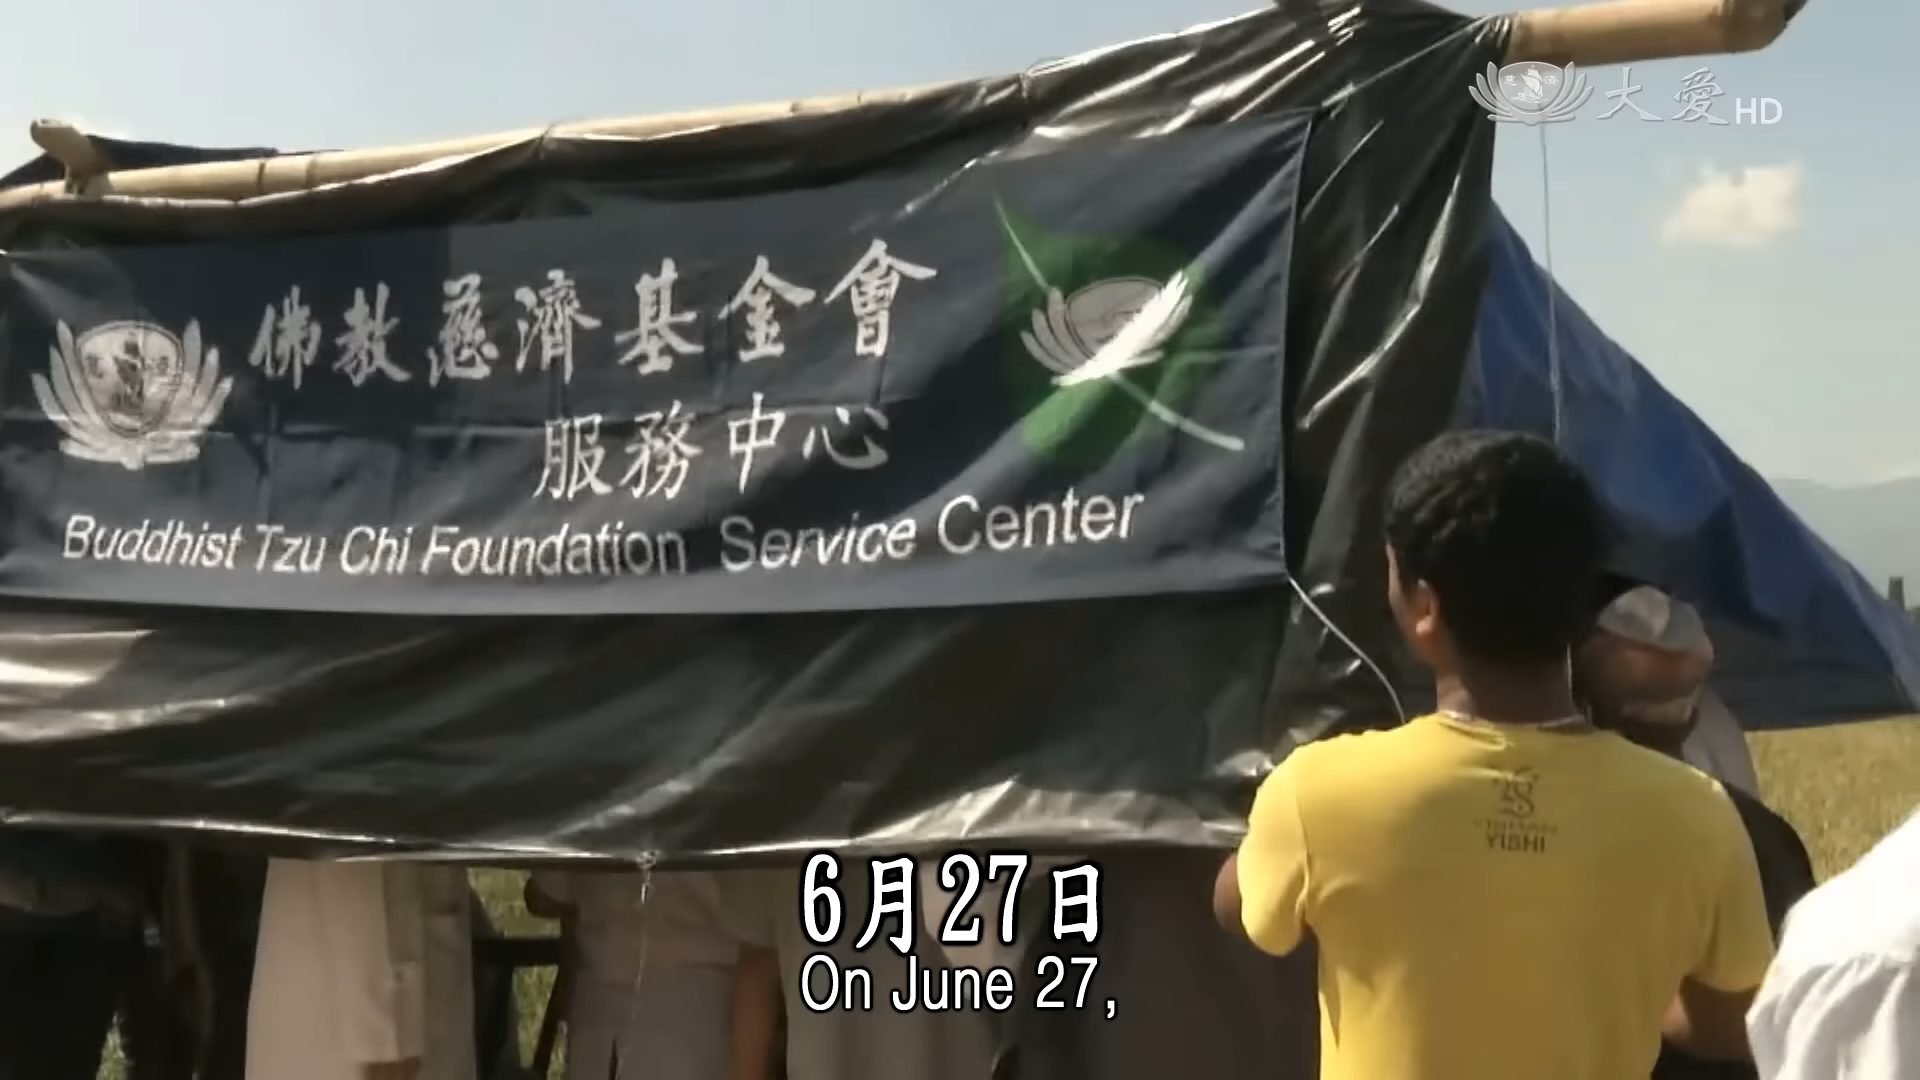 大愛HD
佛教慈濟基金會
服務中心
Buddhist Tzu Chi Foundation Service Center
YISHI
6月27日
On June 27,